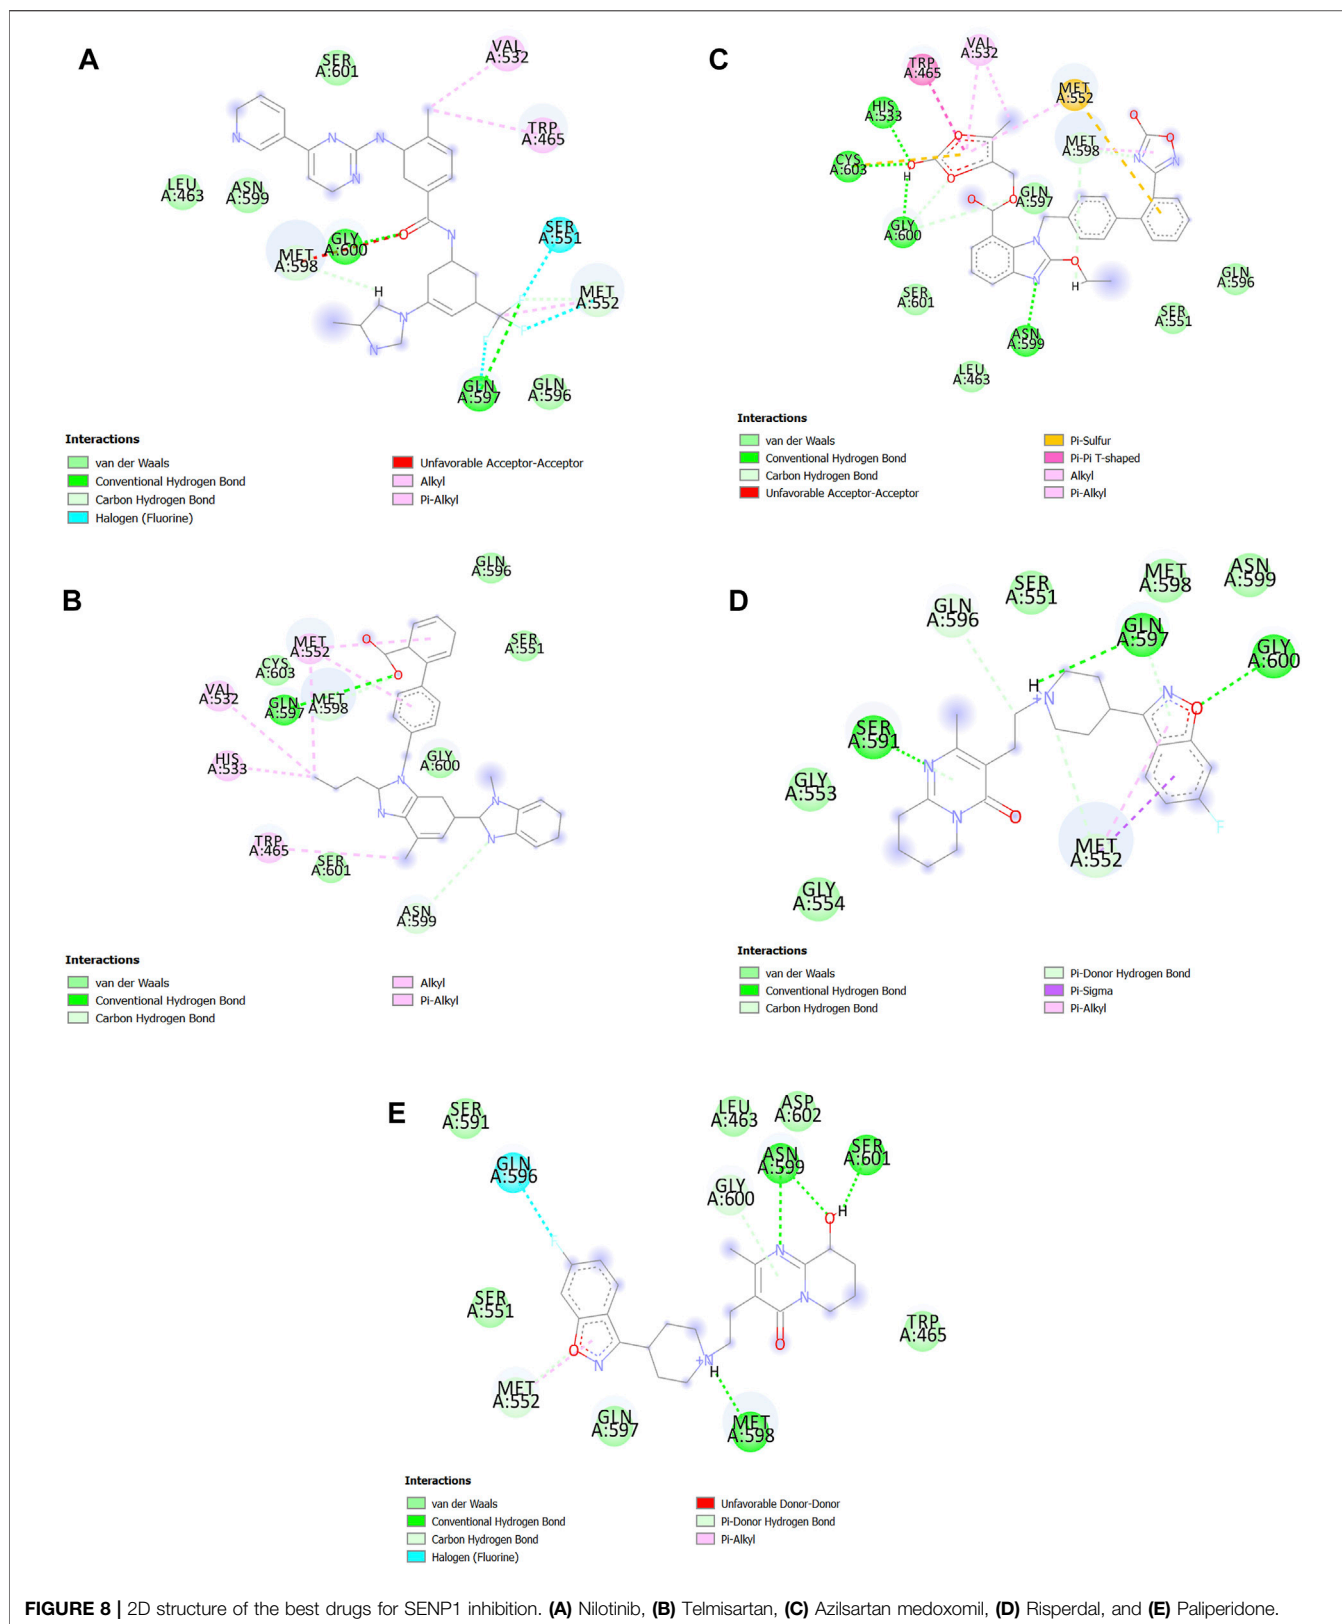 A
SER
A:601
VAL
A:532
TRP
A:465
LEU
A:463
ASN
A:599
GLY
A:600
MET
A:598
SER
A:551
MET
A:552
GLN
A:597
GLN
A:596
O
N
N
N
N
N
N
N
H
F
F
F
Interactions
van der Waals
Conventional Hydrogen Bond
Carbon Hydrogen Bond
Halogen (Fluorine)
Unfavorable Acceptor-Acceptor
Alkyl
Pi-Alkyl
C
VAL
A:532
TRP
A:465
MET
A:552
HIS
A:533
MET
A:598
CYS
A:603
GLN
A:597
GLY
A:600
GLN
A:596
SER
A:601
SER
A:551
ASN
A:599
LEU
A:463
O
O
O
O
O
O
O
O
N
N
N
N
H
H
Interactions
van der Waals
Conventional Hydrogen Bond
Carbon Hydrogen Bond
Unfavorable Acceptor-Acceptor
Pi-Sulfur
Pi-Pi T-shaped
Alkyl
Pi-Alkyl
B
GLN
A:596
MET
A:552
SER
A:551
CYS
A:603
VAL
A:532
GLN
A:597
MET
A:598
HIS
A:533
GLY
A:600
TRP
A:465
SER
A:601
ASN
A:599
O
O
N
N
N
N
Interactions
van der Waals
Conventional Hydrogen Bond
Carbon Hydrogen Bond
Alkyl
Pi-Alkyl
D
GLN
A:596
SER
A:551
MET
A:598
ASN
A:599
GLN
A:597
GLY
A:600
SER
A:591
GLY
A:553
MET
A:552
GLY
A:554
H
+N
N
O
N
N
O
F
Interactions
van der Waals
Conventional Hydrogen Bond
Carbon Hydrogen Bond
Pi-Donor Hydrogen Bond
Pi-Sigma
Pi-Alkyl
E
SER
A:591
LEU
A:463
ASP
A:602
GLN
A:596
ASN
A:599
SER
A:601
GLY
A:600
SER
A:551
TRP
A:465
MET
A:552
GLN
A:597
MET
A:598
F
O
H
N
N
O
O
N
+N
H
Interactions
van der Waals
Conventional Hydrogen Bond
Carbon Hydrogen Bond
Halogen (Fluorine)
Unfavorable Donor-Donor
Pi-Donor Hydrogen Bond
Pi-Alkyl
FIGURE 8 | 2D structure of the best drugs for SENP1 inhibition. (A) Nilotinib, (B) Telmisartan, (C) Azilsartan medoxomil, (D) Risperdal, and (E) Paliperidone.